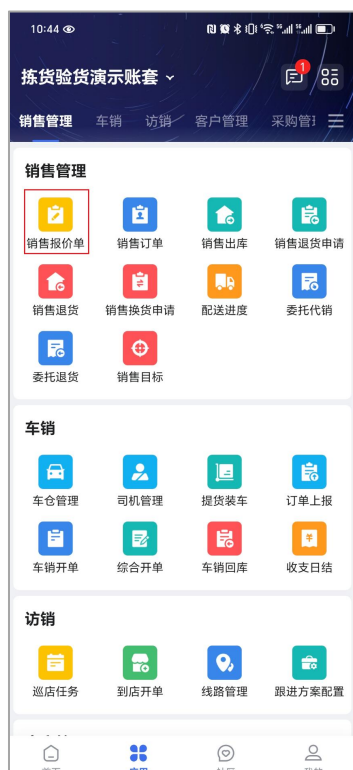 10:44
拣货验货演示账套
1
销售管理 车销 访销 客户管理 采购管
销售管理
销售报价单 销售订单 销售出库 销售退货申请
销售退货 销售换货申请 配送进度 委托代销
委托退货 销售目标
车销
车仓管理 司机管理 提货装车 订单上报
车销开单 综合开单 车销回库 收支日结
访销
巡店任务 到店开单 线路管理 跟进方案配置